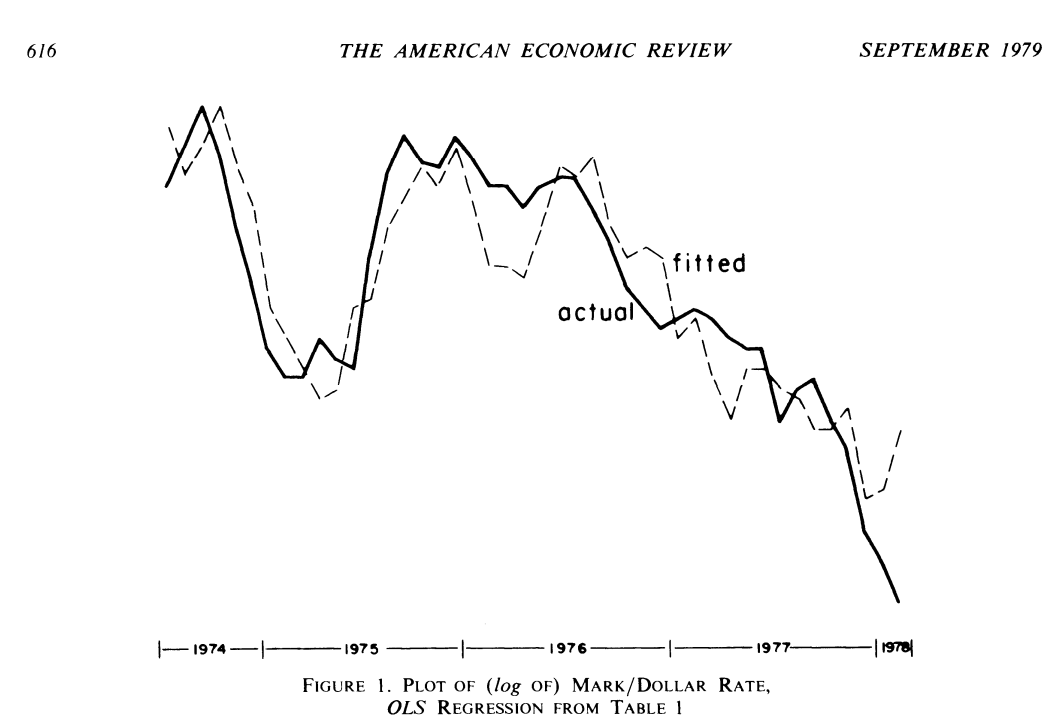 616 THE AMERICAN ECONOMIC REVIEW SEPTEMBER 1979
fitted
actual
1974 1975 1976 1977 1978
FIGURE 1. PLOT OF (log OF) MARK/DOLLAR RATE,
OLS REGRESSION FROM TABLE 1